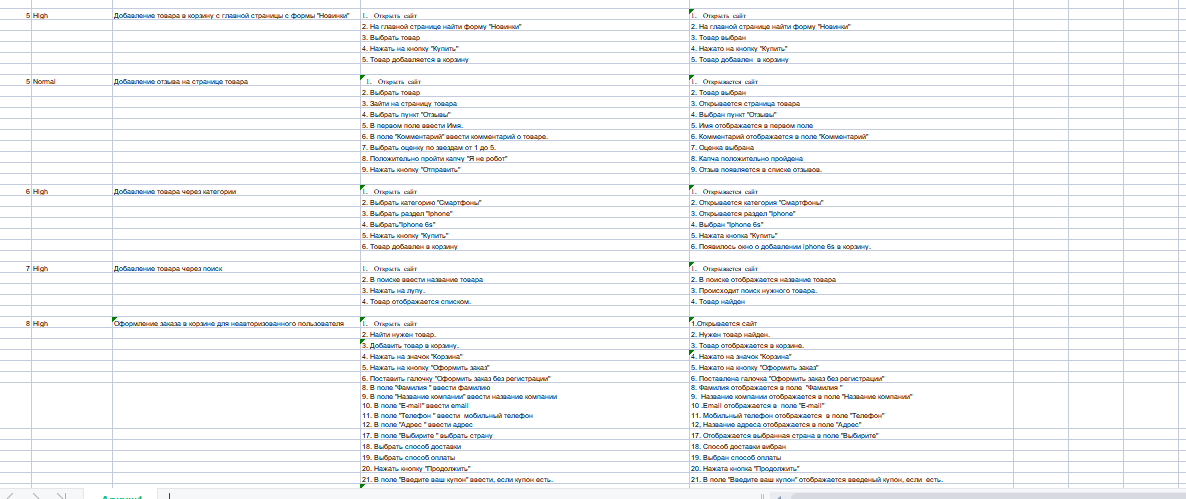 5 High Добавление товара в корзину с главной страницы с формы "Новинки" 1. Открыть сайт 1. Открыть сайт
2. На главной странице найти форму "Новинки" 2. На главной странице найти форму "Новинки"
3. Выбрать товар 3. Товар выбран
4. Нажать на кнопку "Купить" 4. Нажато на кнопку "Купить"
5. Товар добавляется в корзину 5. Товар добавлен в корзину
5 Normal Добавление отзыва на странице товара 1. Открыть сайт 1. Открывается сайт
2. Выбрать товар 2. Товар выбран
3. Зайти на страницу товара 3. Открывается страница товара
4. Выбрать пункт "Отзывы" 4. Выбран пункт "Отзывы"
5. В первом поле ввести Имя. 5. Имя отображается в первом поле
6. В поле "Комментарий" ввести комментарий о товаре. 6. Комментарий отображается в поле "Комментарий"
7. Выбрать оценку по звездам от 1 до 5. 7. Оценка выбрана
8. Положительно пройти капчу "Я не робот" 8. Капча положительно пройдена
9. Нажать кнопку "Отправить" 9. Отзыв появляется в списке отзывов.
6 High Добавление товара через категории 1. Открыть сайт 1. Открывается сайт
2. Выбрать категорию "Смартфоны" 2. Открывается категория "Смартфоны"
3. Выбрать раздел "Iphone" 3. Открывается раздел "Iphone"
4. Выбрать"Iphone 6s" 4. Выбран "Iphone 6s"
5. Нажать кнопку "Купить" 5. Нажата кнопка "Купить"
6. Товар добавлен в корзину 6. Появилось окно о добавлении Iphone 6s в корзину.
7 High Добавление товара через поиск 1. Открыть сайт 1. Открывается сайт
2. В поиске ввести название товара 2. В поиске отображается название товара
3. Нажать на лупу. 3. Происходит поиск нужного товара.
4. Товар отображается списком. 4. Товар найден
8 High Оформление заказа в корзине для неавторизованного пользователя 1. Открыть сайт 1.Открывается сайт
2. Найти нужен товар. 2. Нужен товар найден.
3. Добавить товар в корзину. 3. Товар отображается в корзине.
4. Нажать на значок "Корзина" 4. Нажато на значок "Корзина"
5. Нажать на кнопку "Оформить заказ" 5. Нажато на кнопку "Оформить заказ"
6. Поставить галочку "Оформить заказ без регистрации" 6. Поставлена галочка "Оформить заказ без регистрации"
8. В поле "Фамилия " ввести фамилию 8. Фамилия отображается в поле "Фамилия "
9. В поле "Название компании" ввести название компании 9. Название компании отображается в поле "Название компании"
10. В поле "E-mail" ввести email 10 .Email отображается в поле "E-mail"
11. В поле "Телефон " ввести мобильный телефон 11. Мобильный телефон отображается в поле "Телефон"
12. В поле "Адрес " ввести адрес 12. Название адреса отображается в поле "Адрес"
17. В поле "Выбирите " выбрать страну 17. Отображается выбранная страна в поле "Выбирите"
18. Выбрать способ доставки 18. Способ доставки вибран
19. Выбрать способ оплаты 19. Выбран способ оплаты
20. Нажать кнопку "Продолжить" 20. Нажата кнопка "Продолжить"
21. В поле "Введите ваш купон" ввести, если купон есть. 21. В поле "Введите ваш купон" отображается введеный купон, если есть.